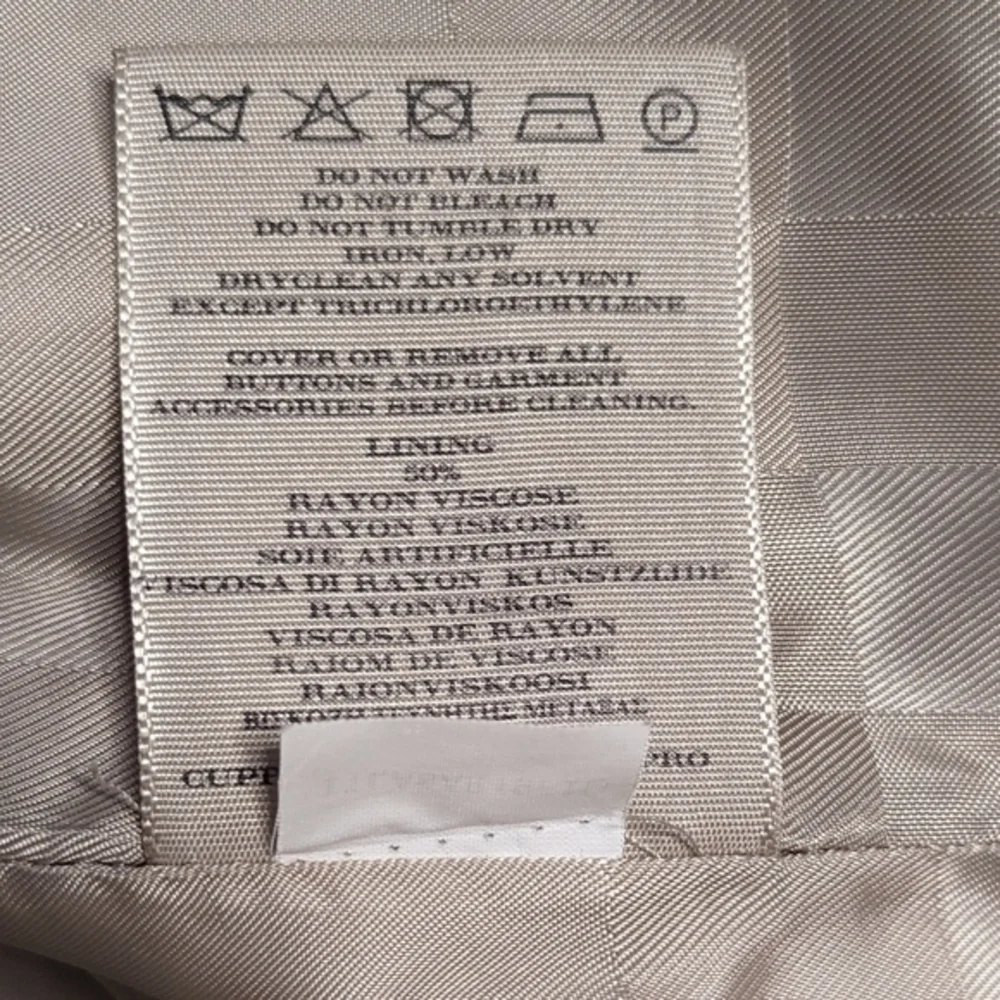 P
DO NOT WASH
DO NOT BLEACH
DO NOT TUMBLE DRY
IRON, LOW
DRYCLEAN ANY SOLVENT
EXCEPT TRICHLOROETHYLENE
COVER OR REMOVE ALL
BUTTONS AND GARMENT
ACCESSORIES BEFORE CLEANING.
LINING
50%
RAYON VISCOSE
RAYON VISKOSE
SOIE ARTIFICIELLE
VISCOSA DI RAYON KUNSTZIJDE
RAYONVISKOS
VISCOSA DE RAYON
RAIOM DE VISCOSE
RAIONVISKOOSI
CUPR
PRO